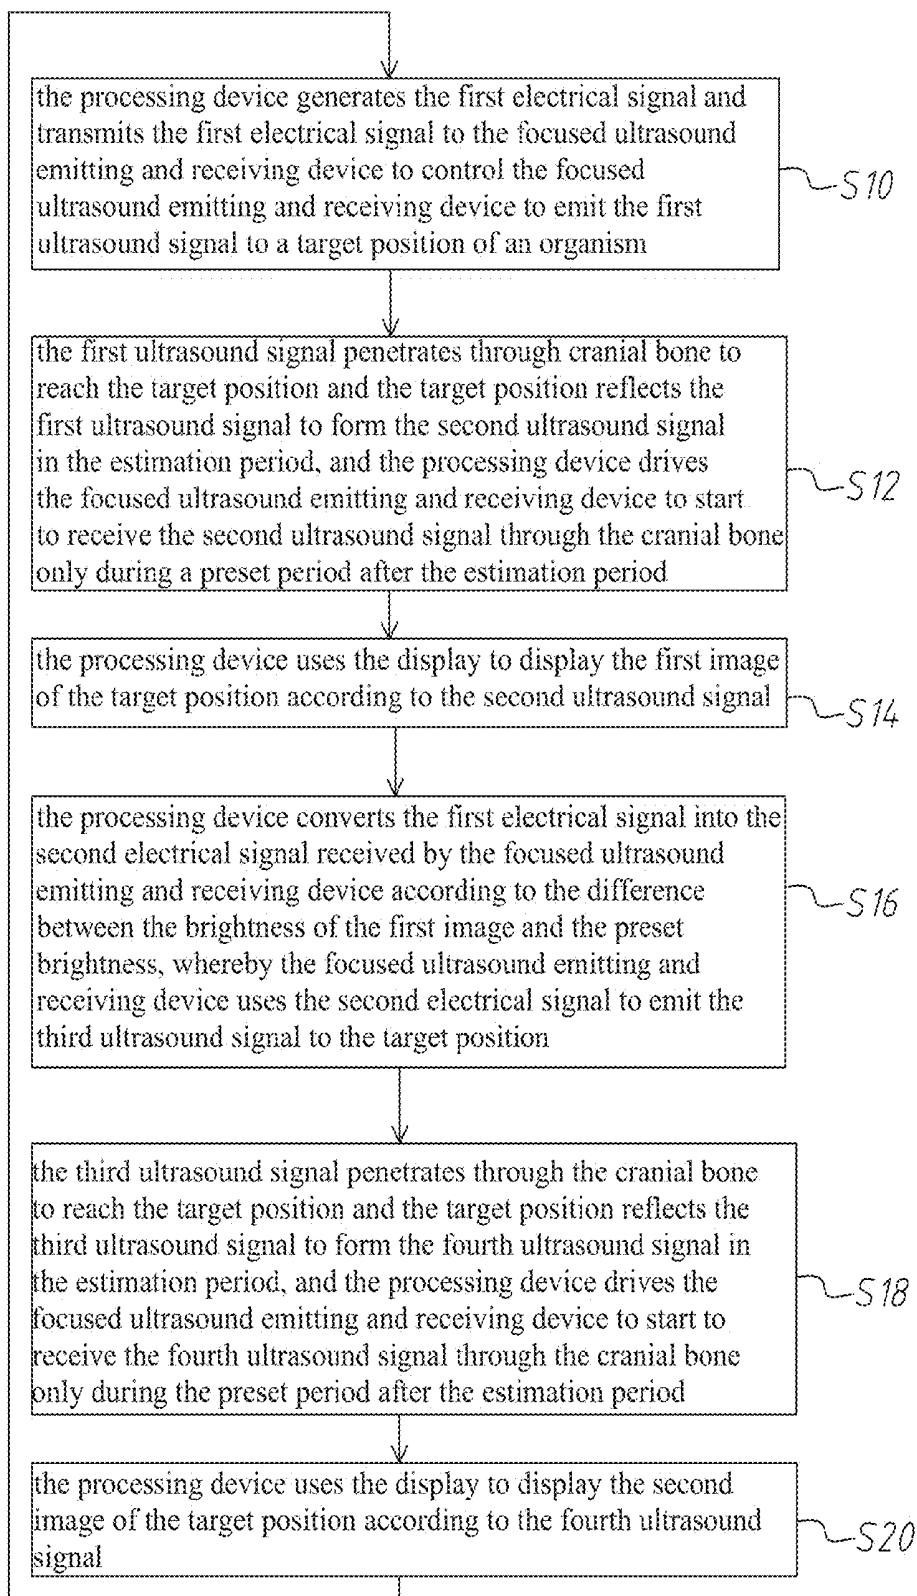 the processing device generates the first electrical signal and
transmits the first electrical signal to the focused ultrasound
emitting and receiving device to control the focused
ultrasound emitting and receiving device to emit the first
ultrasound signal to a target position of an organism
S10
the first ultrasound signal penetrates through cranial bone to
reach the target position and the target position reflects the
first ultrasound signal to form the second ultrasound signal
in the estimation period, and the processing device drives
the focused ultrasound emitting and receiving device to start
to receive the second ultrasound signal through the cranial bone
only during a preset period after the estimation period
S12
the processing device uses the display to display the first image
of the target position according to the second ultrasound signal
S14
the processing device converts the first electrical signal into the
second electrical signal received by the focused ultrasound
emitting and receiving device according to the difference
between the brightness of the first image and the preset
brightness, whereby the focused ultrasound emitting and
receiving device uses the second electrical signal to emit the
third ultrasound signal to the target position
S16
the third ultrasound signal penetrates through the cranial bone
to reach the target position and the target position reflects the
third ultrasound signal to form the fourth ultrasound signal in
the estimation period, and the processing device drives the
focused ultrasound emitting and receiving device to start to
receive the fourth ultrasound signal through the cranial bone
only during the preset period after the estimation period
S18
the processing device uses the display to display the second
image of the target position according to the fourth ultrasound
signal
S20